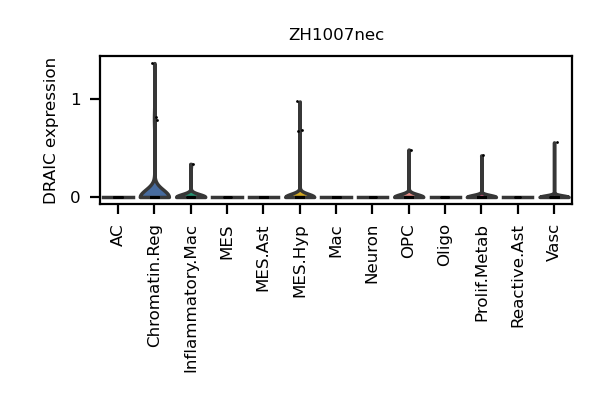 ZH1007nec
DRAIC expression
1
0
AC
Chromatin.Reg
Inflammatory.Mac
MES
MES.Ast
MES.Hyp
Mac
Neuron
OPC
Oligo
Prolif.Metab
Reactive.Ast
Vasc